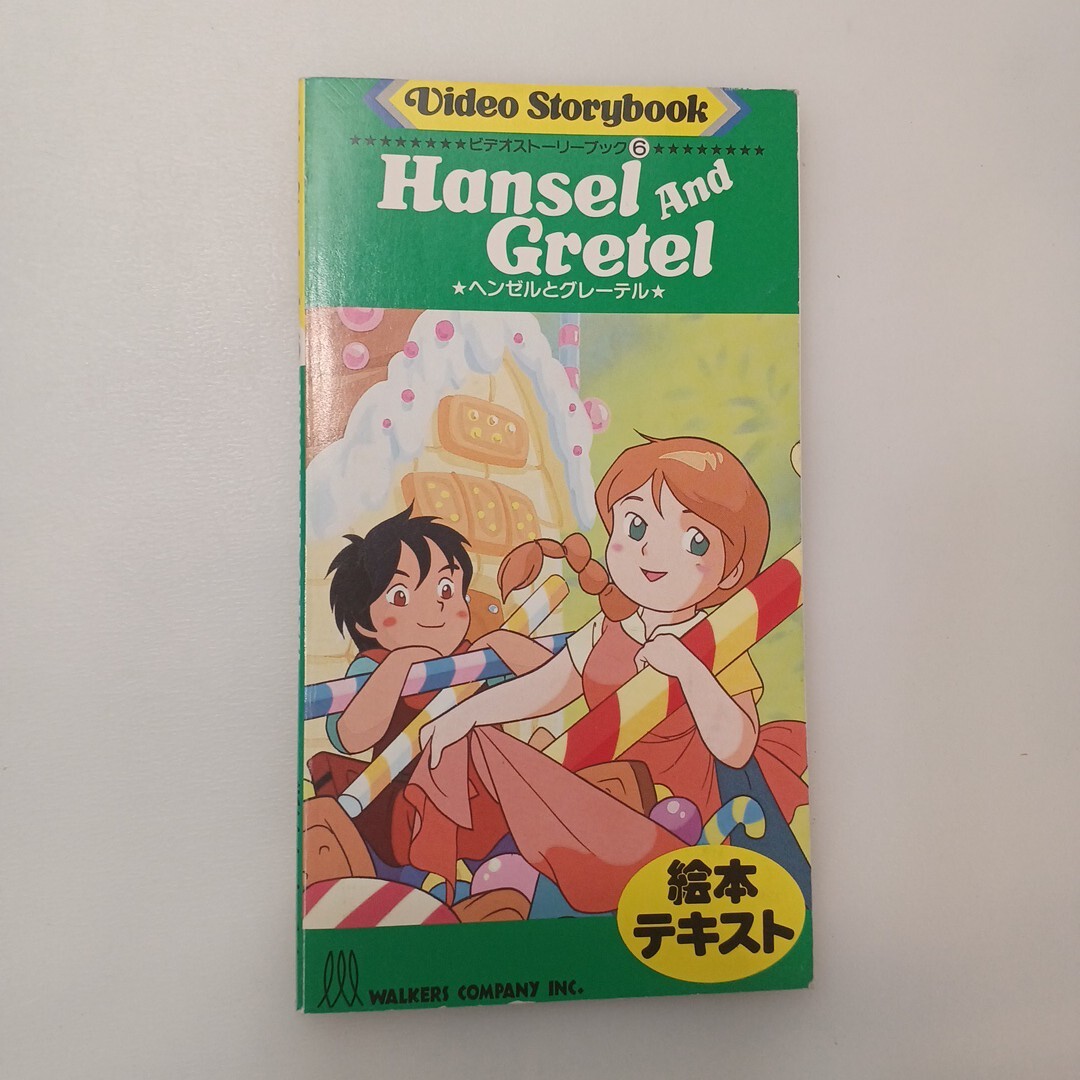 Video Storybook
★★★★★★★★ビデオストーリーブック⑥★★★★★★★★
Hansel And
Gretel
★ヘンゼルとグレーテル★
絵本
テキスト
WALKERS COMPANY INC.